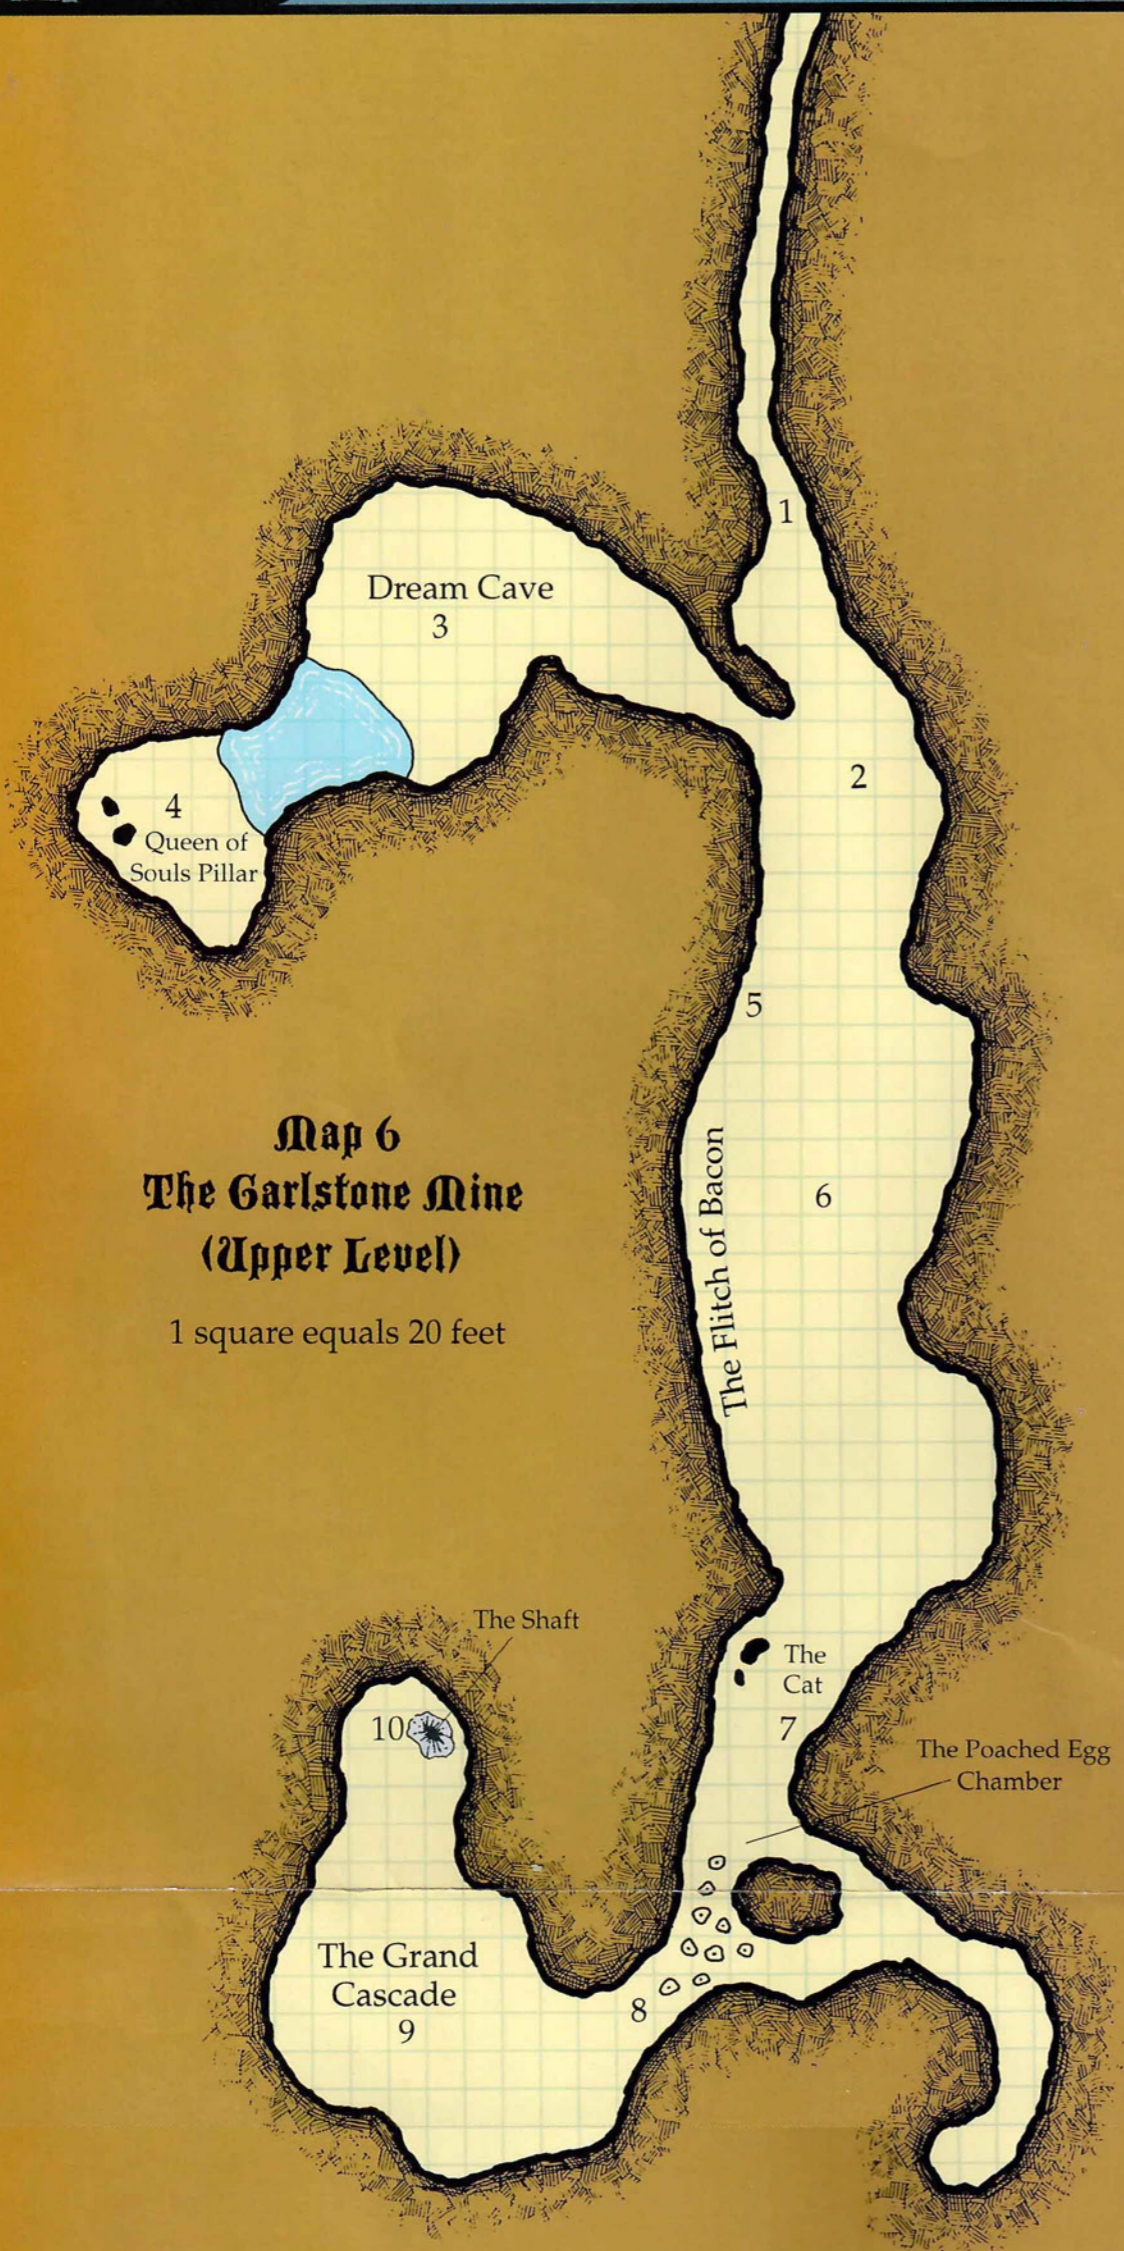 1
Dream Cave
3
2
4
Queen of
Souls Pillar
5
Map 6
The Garlstone Mine
(Upper Level)
1 square equals 20 feet
The Flitch of Bacon
6
The Shaft
The
Cat
10
7
The Poached Egg
Chamber
The Grand
Cascade
9
8